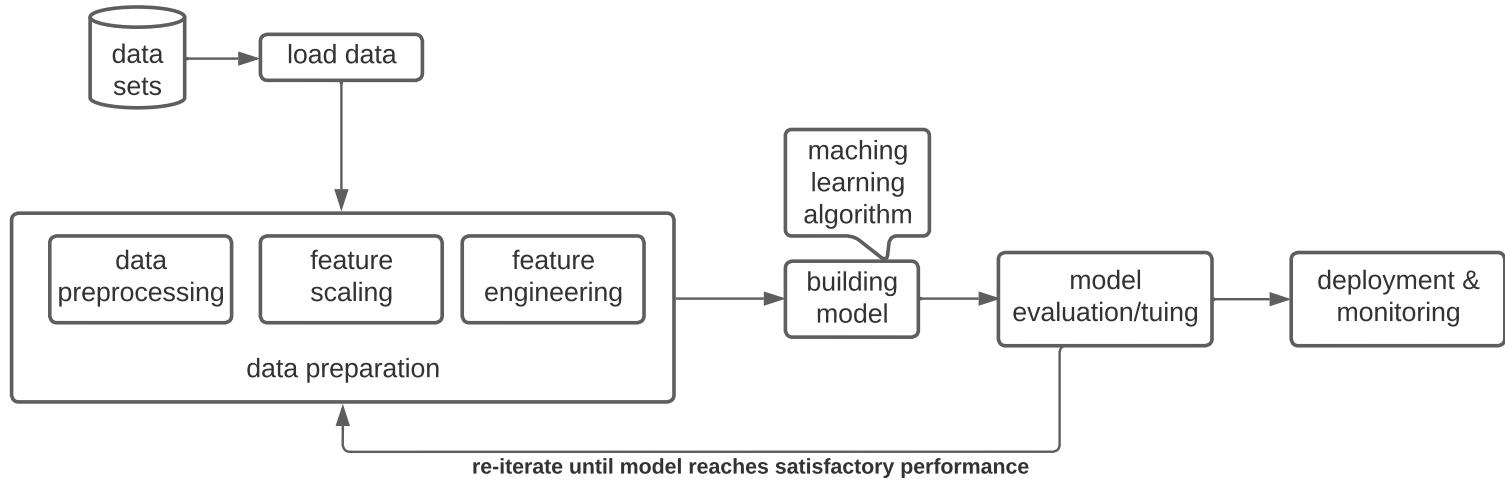 data
sets
load data
maching
learning
algorithm
data
preprocessing
feature
scaling
feature
engineering
data preparation
building
model
model
evaluation/tuing
deployment &
monitoring
re-iterate until model reaches satisfactory performance